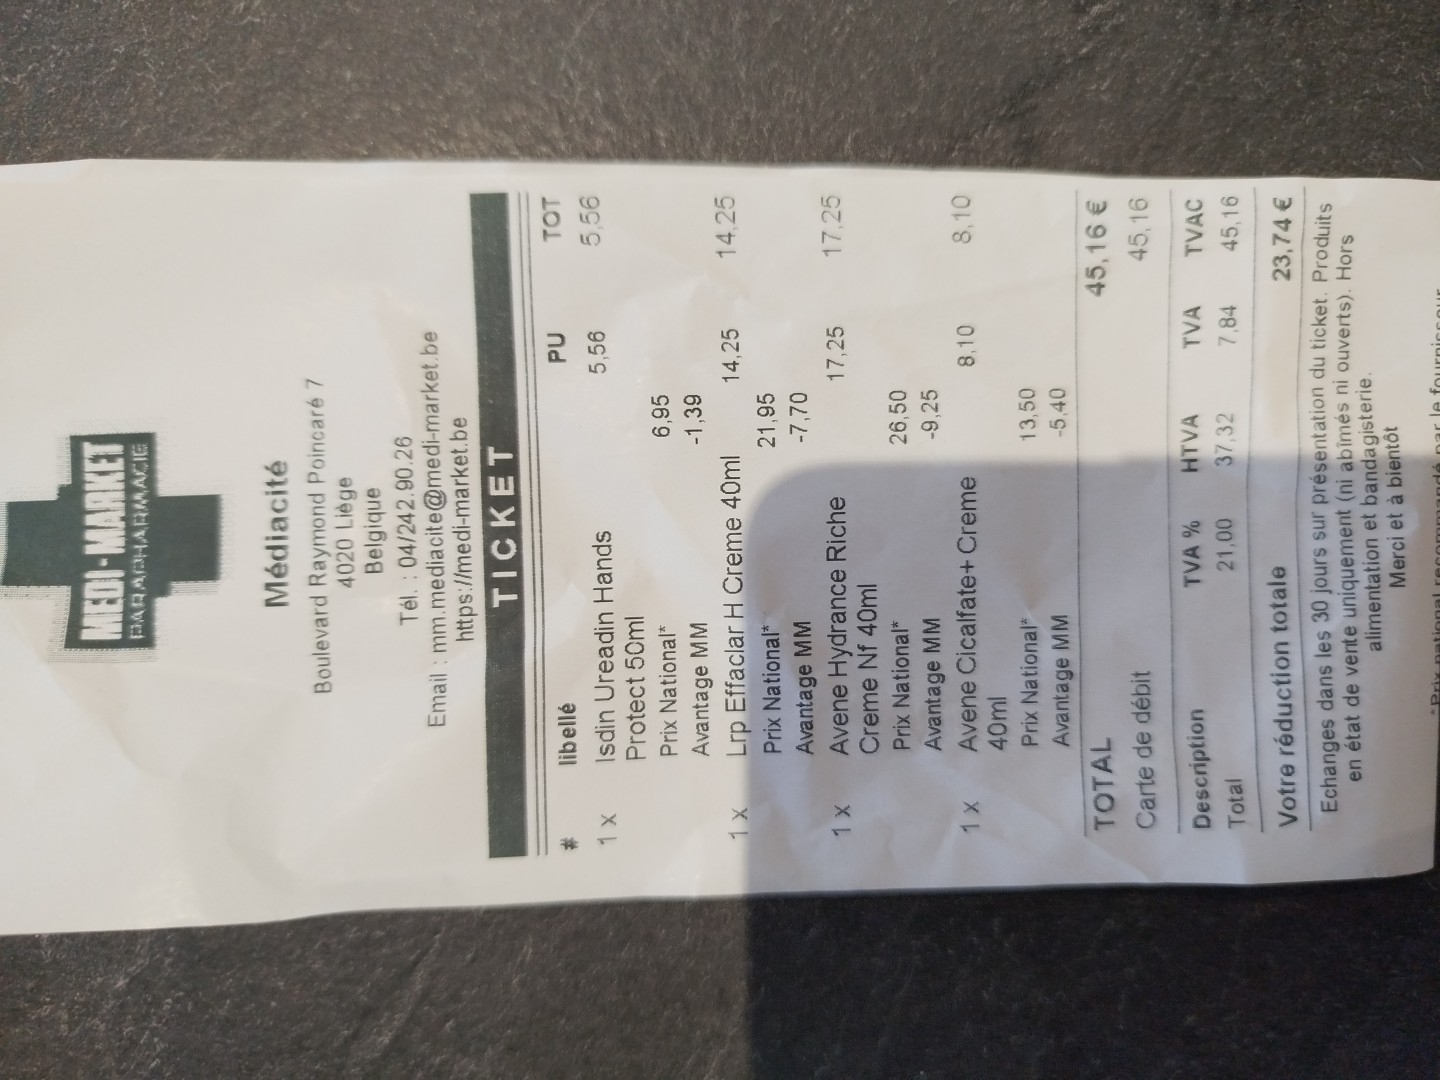 MEDI-MARKET
PARAPHARMACIE
Médiacité
Boulevard Raymond Poincaré 7
4020 Liège
Belgique
Tél. : 04/242.90.26
Email : mm.mediacite@medi-market.be
https://medi-market.be
TICKET
# libellé PU TOT
1 x Isdin Ureadin Hands 5,56 5,56
Protect 50ml
Prix National* 6,95
Avantage MM -1,39
1 x Lrp Effaclar H Creme 40ml 14,25 14,25
Prix National* 21,95
Avantage MM -7,70
1 x Avene Hydrance Riche 17,25 17,25
Creme Nf 40ml
Prix National* 26,50
Avantage MM -9,25
1 x Avene Cicalfate+ Creme 8,10 8,10
40ml
Prix National* 13,50
Avantage MM -5,40
TOTAL 45,16 €
Carte de débit 45,16
Description TVA % HTVA TVA TVAC
Total 21,00 37,32 7,84 45,16
Votre réduction totale 23,74 €
Echanges dans les 30 jours sur présentation du ticket. Produits
en état de vente uniquement (ni abîmés ni ouverts). Hors
alimentation et bandagisterie.
Merci et à bientôt
*Prix national recommandé par le fournisseur